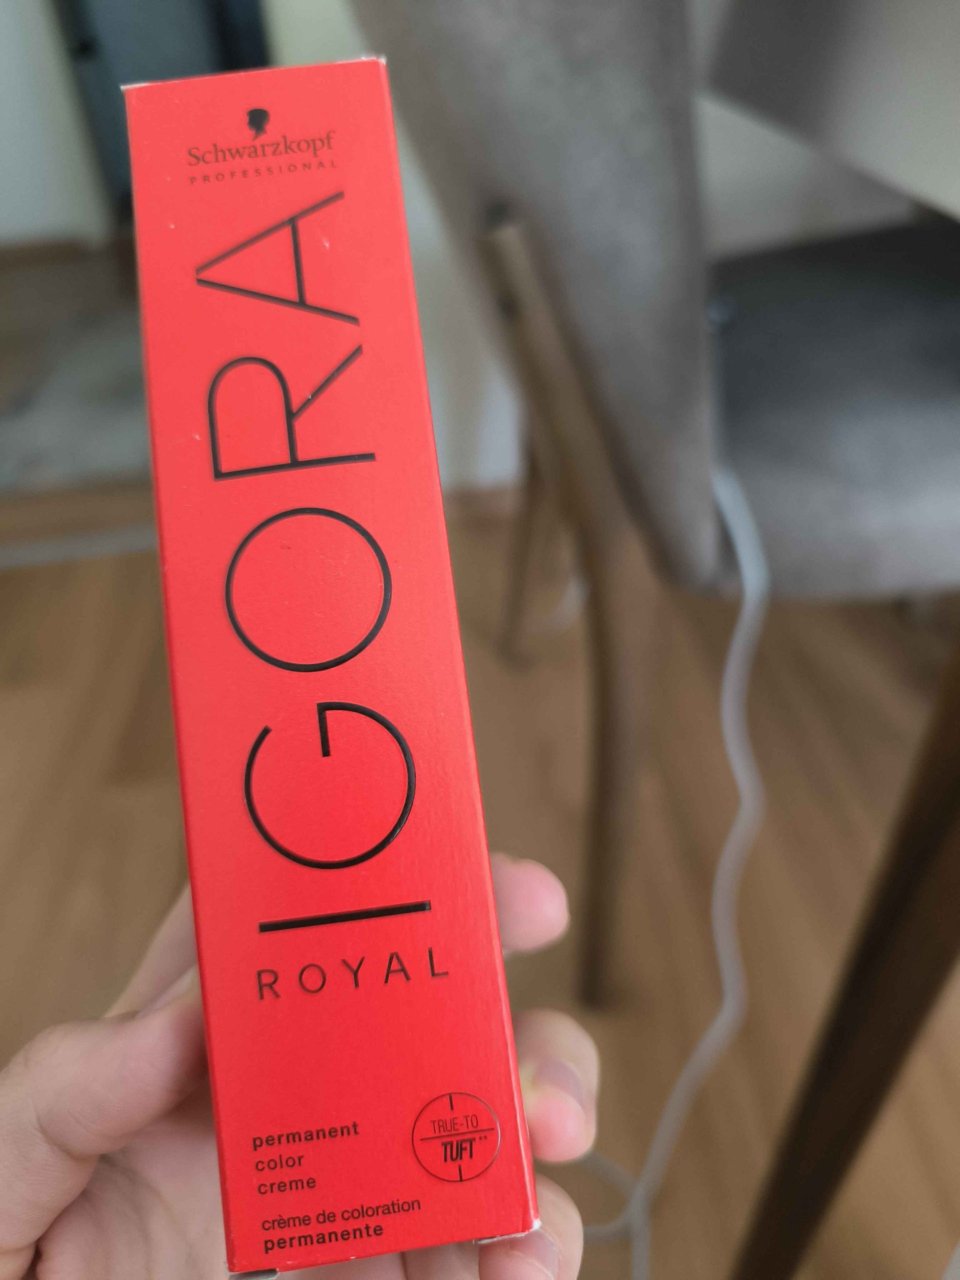 Schwarzkopf
PROFESSIONAL
IGORA
ROYAL
permanent
color
creme
crème de coloration
permanente
TRUE-TO
TUFT**